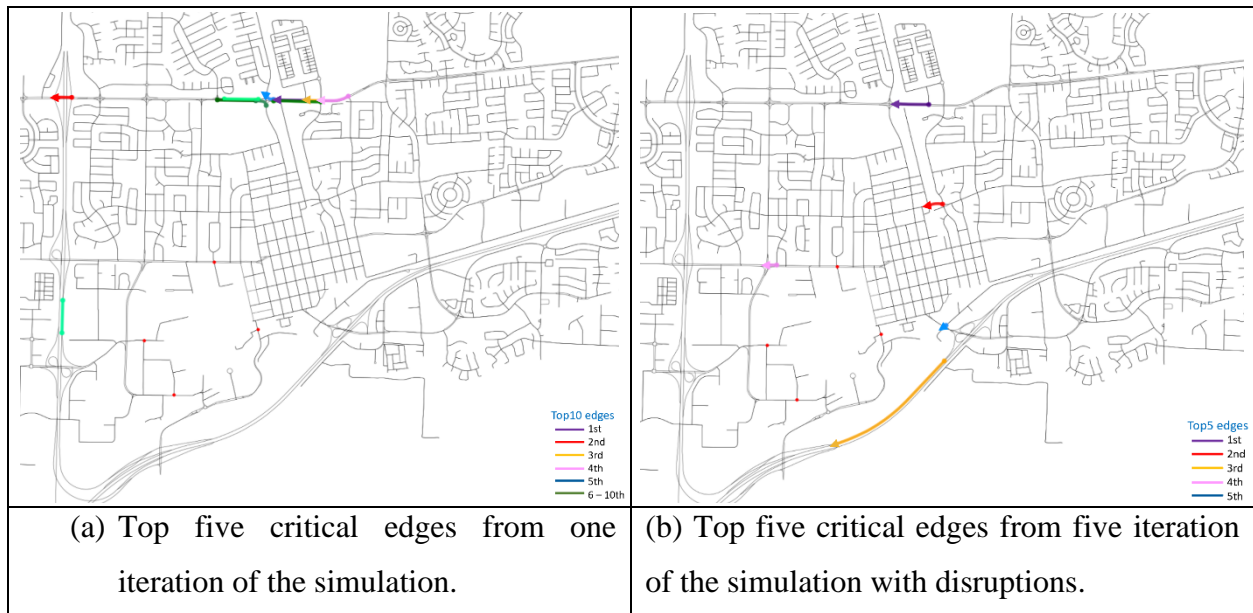 Top10 edges
1st
2nd
3rd
4th
5th
6 – 10th
Top5 edges
1st
2nd
3rd
4th
5th
(a) Top five critical edges from one
iteration of the simulation.
(b) Top five critical edges from five iteration
of the simulation with disruptions.